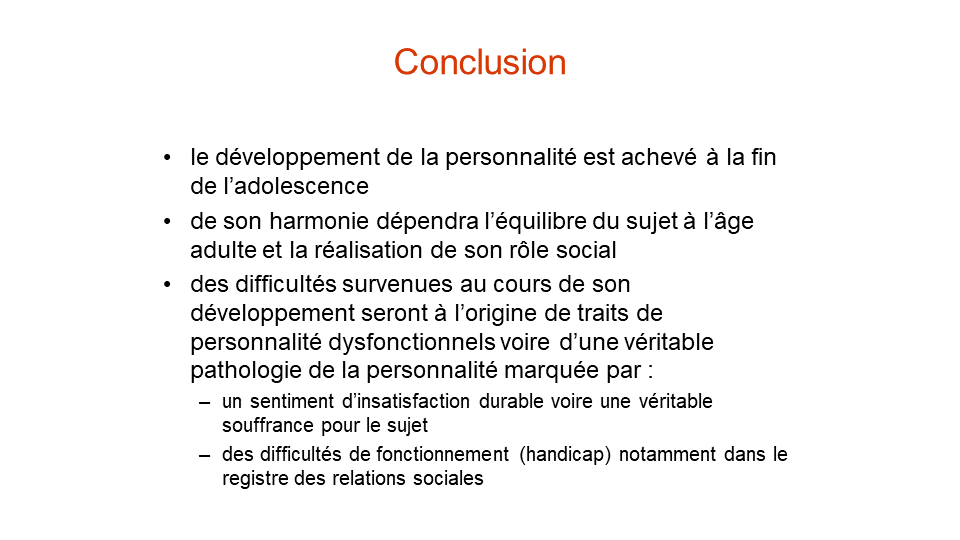 Conclusion
• le développement de la personnalité est achevé à la fin
de l’adolescence
• de son harmonie dépendra l’équilibre du sujet à l’âge
adulte et la réalisation de son rôle social
• des difficultés survenues au cours de son
développement seront à l’origine de traits de
personnalité dysfonctionnels voire d’une véritable
pathologie de la personnalité marquée par :
– un sentiment d’insatisfaction durable voire une véritable
souffrance pour le sujet
– des difficultés de fonctionnement (handicap) notamment dans le
registre des relations sociales